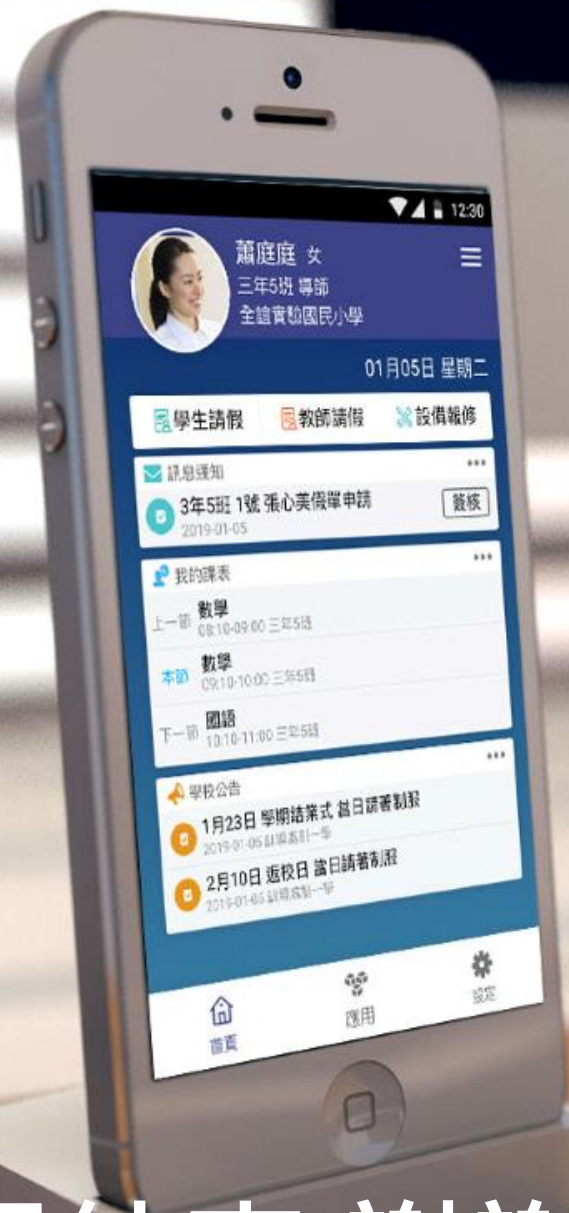 12:30
蕭庭庭 女
三年5班 導師
全誼實驗國民小學
01月05日 星期二
學生請假 教師請假 設備報修
訊息通知
3年5班 1號 張心美假單申請 簽核
2019-01-05
我的課表
上一節 數學
08:10-09:00 三年5班
本節 數學
09:10-10:00 三年5班
下一節 國語
10:10-11:00 三年5班
學校公告
1月23日 學期結業式 當日請著制服
2019-01-05
2月10日 返校日 當日請著制服
2019-01-05
首頁 應用 設定